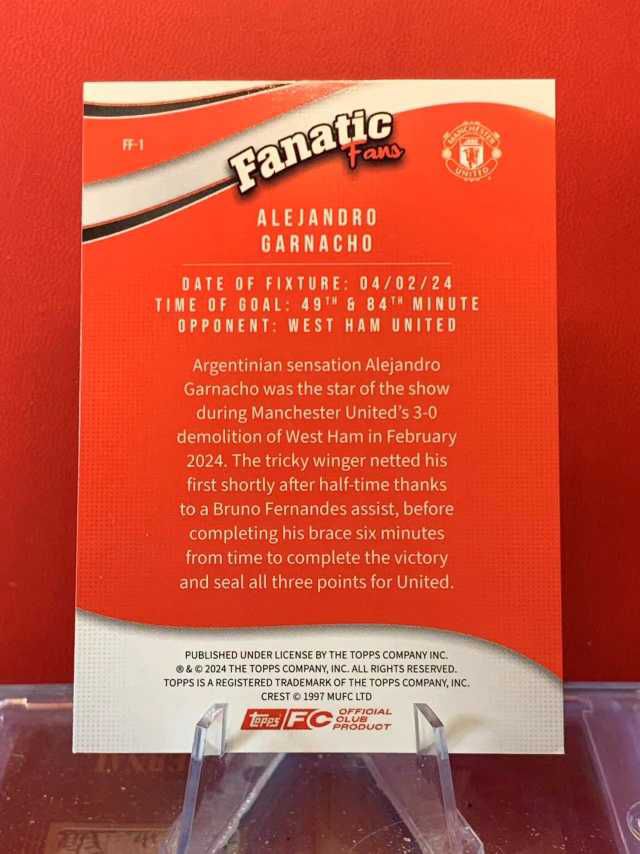 FF-1
Fanatic
Fans
MANCHESTER
UNITED
ALEJANDRO
GARNACHO
DATE OF FIXTURE: 04/02/24
TIME OF GOAL: 49TH & 84TH MINUTE
OPPONENT: WEST HAM UNITED
Argentinian sensation Alejandro
Garnacho was the star of the show
during Manchester United's 3-0
demolition of West Ham in February
2024. The tricky winger netted his
first shortly after half-time thanks
to a Bruno Fernandes assist, before
completing his brace six minutes
from time to complete the victory
and seal all three points for United.
PUBLISHED UNDER LICENSE BY THE TOPPS COMPANY INC.
® & © 2024 THE TOPPS COMPANY, INC. ALL RIGHTS RESERVED.
TOPPS IS A REGISTERED TRADEMARK OF THE TOPPS COMPANY, INC.
CREST © 1997 MUFC LTD
topps FC OFFICIAL
CLUB
PRODUCT